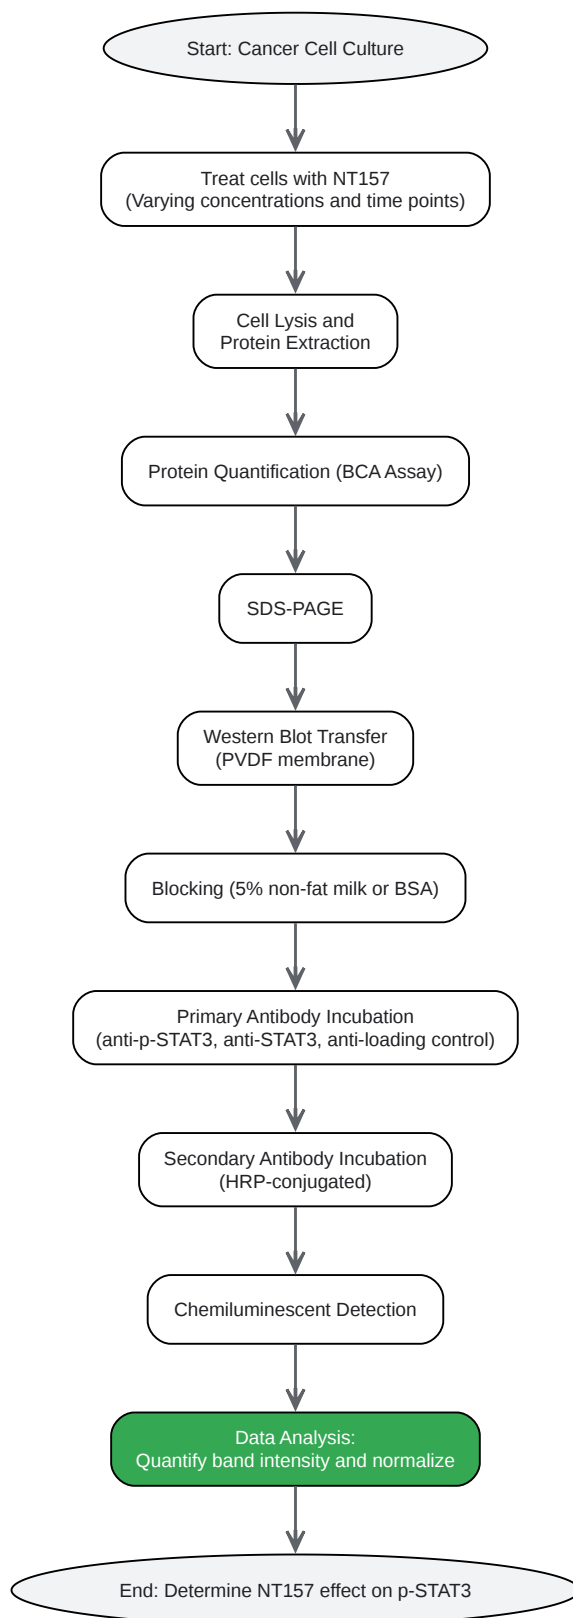 Start: Cancer Cell Culture
Treat cells with NT157
(Varying concentrations and time points)
Cell Lysis and
Protein Extraction
Protein Quantification (BCA Assay)
SDS-PAGE
Western Blot Transfer
(PVDF membrane)
Blocking (5% non-fat milk or BSA)
Primary Antibody Incubation
(anti-p-STAT3, anti-STAT3, anti-loading control)
Secondary Antibody Incubation
(HRP-conjugated)
Chemiluminescent Detection
Data Analysis:
Quantify band intensity and normalize
End: Determine NT157 effect on p-STAT3